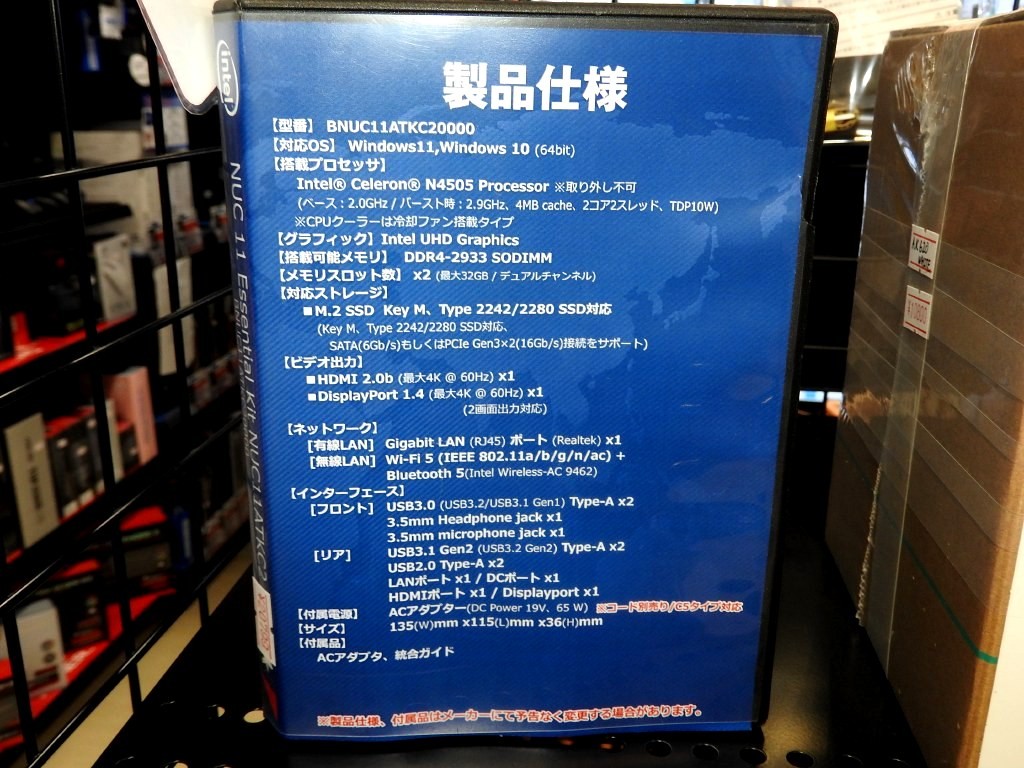 製品仕様
【型番】 BNUC11ATKC20000
【対応OS】 Windows11,Windows 10 (64bit)
【搭載プロセッサ】
Intel® Celeron® N4505 Processor ※取り外し不可
(ベース：2.0GHz / バースト時：2.9GHz、4MB cache、2コア2スレッド、TDP10W)
※CPUクーラーは冷却ファン搭載タイプ
【グラフィック】Intel UHD Graphics
【搭載可能メモリ】 DDR4-2933 SODIMM
【メモリスロット数】 x2 (最大32GB / デュアルチャンネル)
【対応ストレージ】
■M.2 SSD Key M、Type 2242/2280 SSD対応
(Key M、Type 2242/2280 SSD対応、
SATA(6Gb/s)もしくはPCIe Gen3×2(16Gb/s)接続をサポート)
【ビデオ出力】
■HDMI 2.0b (最大4K @ 60Hz) x1
■DisplayPort 1.4 (最大4K @ 60Hz) x1
(2画面出力対応)
【ネットワーク】
[有線LAN] Gigabit LAN (RJ45) ポート (Realtek) x1
[無線LAN] Wi-Fi 5 (IEEE 802.11a/b/g/n/ac) +
Bluetooth 5(Intel Wireless-AC 9462)
【インターフェース】
[フロント] USB3.0 (USB3.2/USB3.1 Gen1) Type-A x2
3.5mm Headphone jack x1
3.5mm microphone jack x1
[リア] USB3.1 Gen2 (USB3.2 Gen2) Type-A x2
USB2.0 Type-A x2
LANポート x1 / DCポート x1
HDMIポート x1 / Displayport x1
【付属電源】 ACアダプター(DC Power 19V、65 W) ※コード別売り/C5タイプ対応
【サイズ】 135(W)mm x115(L)mm x36(H)mm
【付属品】
ACアダプタ、統合ガイド
※製品仕様、付属品はメーカーにて予告なく変更する場合があります。
intel
NUC 11 Essential Kit NUC11ATKC2
AK620
WHITE